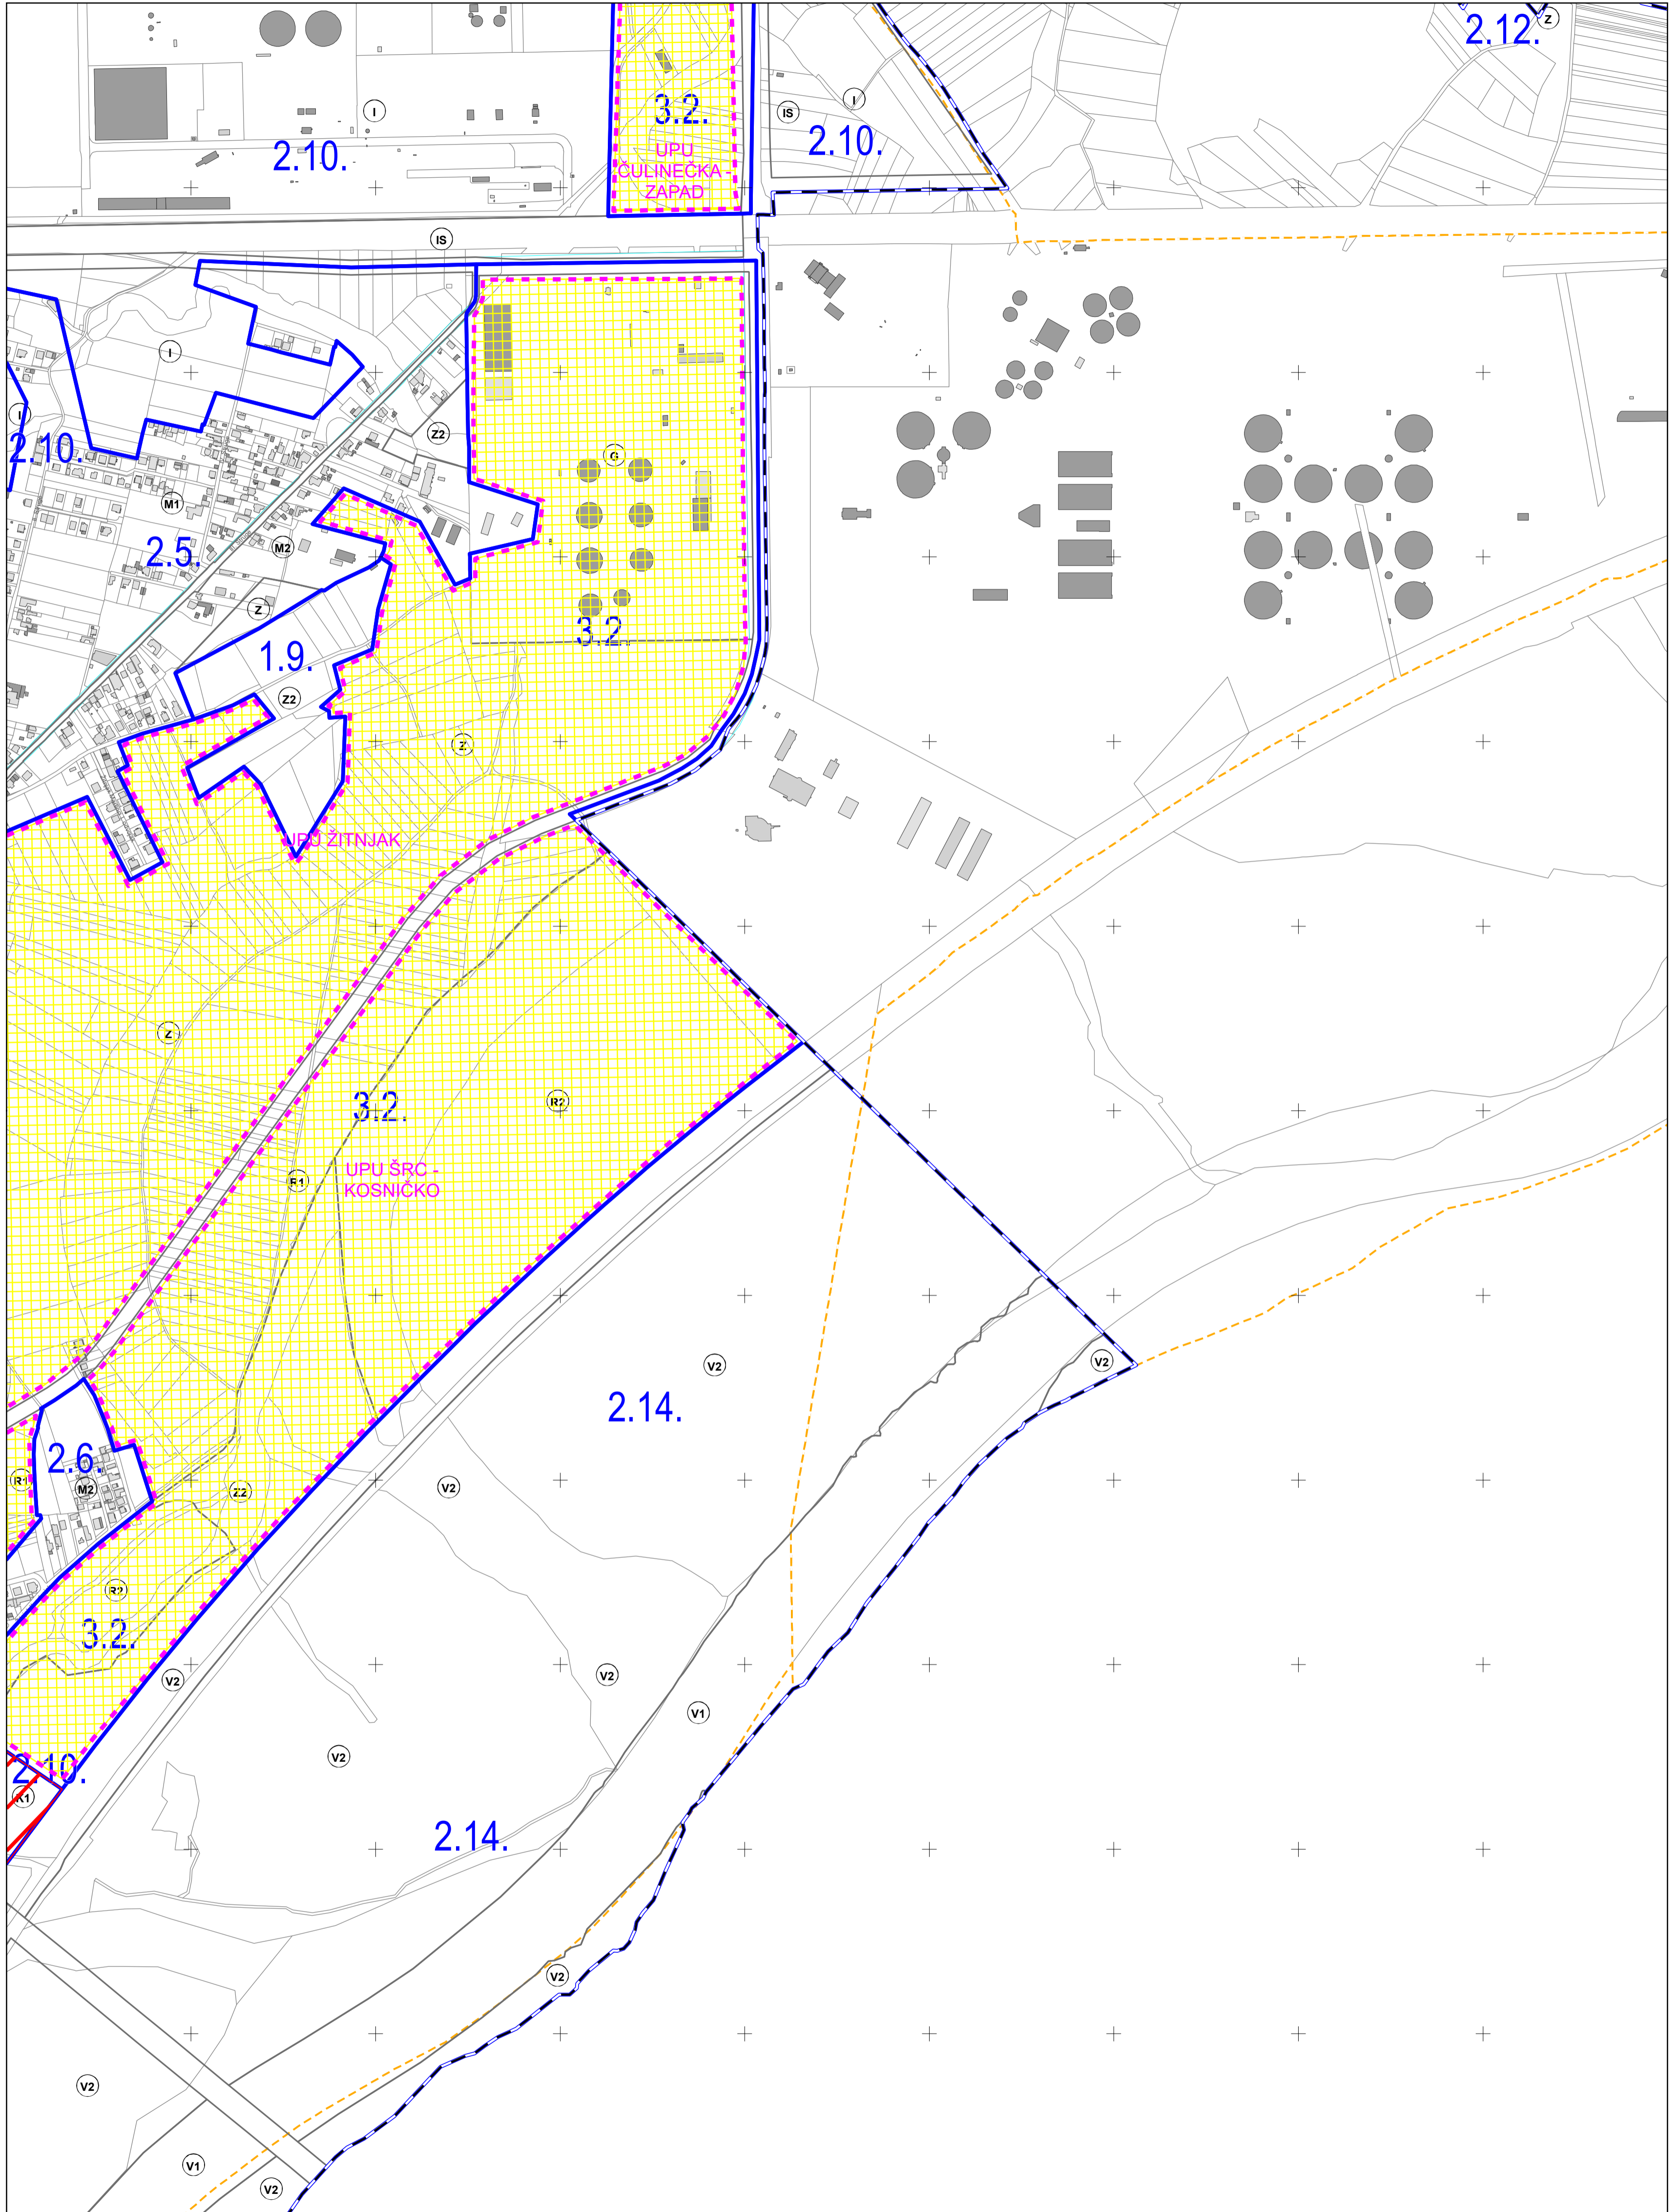 2.12.
Z
3.2.
I
I
IS
2.10.
2.10.
UPU
ČULINEČKA -
ZAPAD
IS
I
I
2.10.
Z2
G
M1
2.5.
M2
Z
3.2.
1.9.
Z2
Z
UPU ŽITNJAK
Z
3.2.
R2
UPU ŠRC -
KOSNIČKO
R1
V2
V2
2.14.
2.6.
R1
M2
Z2
V2
R2
3.2.
V2
V2
V1
V2
2.10.
R1
2.14.
V2
V2
V1
V2